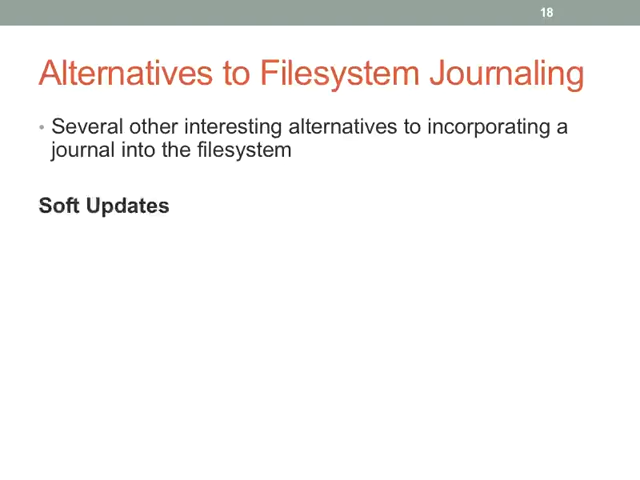 18
Alternatives to Filesystem Journaling
• Several other interesting alternatives to incorporating a
journal into the filesystem
Soft Updates